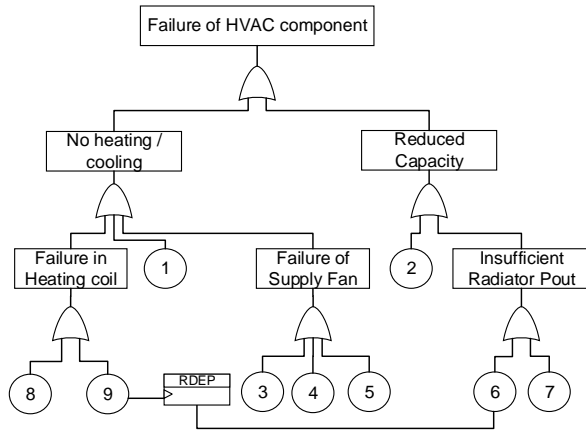 Failure of HVAC component
No heating /
cooling
Reduced
Capacity
Failure in
Heating coil
1
Failure of
Supply Fan
2
Insufficient
Radiator Pout
8
9
RDEP
3
4
5
6
7